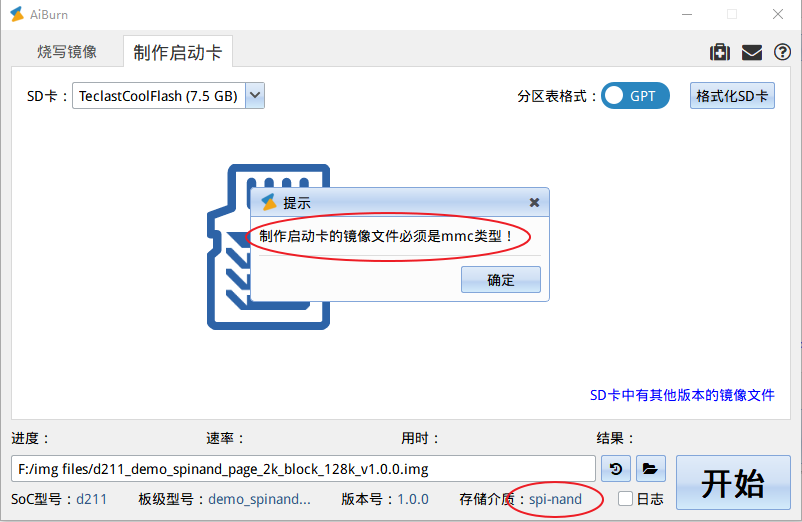 AiBurn
烧写镜像 制作启动卡
SD卡： TeclastCoolFlash (7.5 GB) 分区表格式： GPT 格式化SD卡
提示
制作启动卡的镜像文件必须是mmc类型！
确定
SD卡中有其他版本的镜像文件
进度： 速率： 用时： 结果：
F:/img files/d211_demo_spinand_page_2k_block_128k_v1.0.0.img
开始
SoC型号：d211 板级型号：demo_spinand... 版本号：1.0.0 存储介质：spi-nand 日志